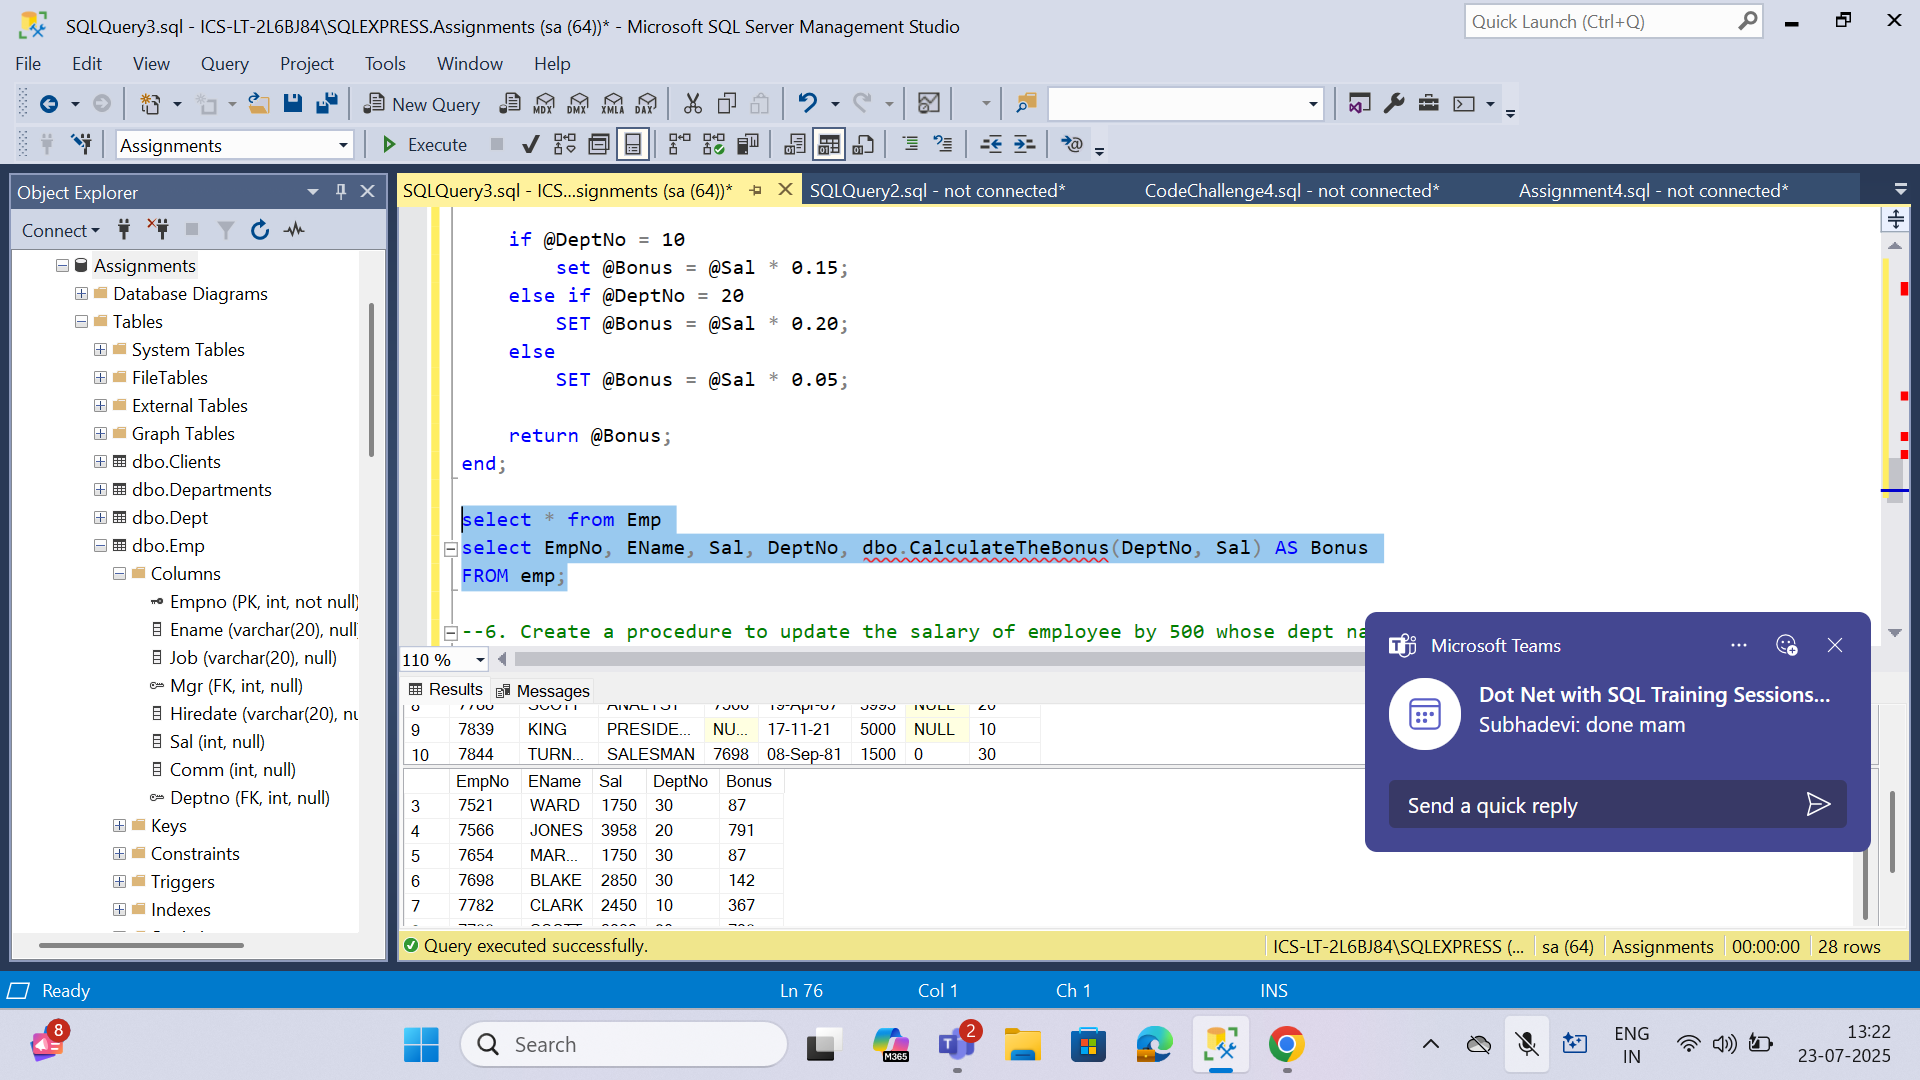 SQLQuery3.sql - ICS-LT-2L6BJ84\SQLEXPRESS.Assignments (sa (64))* - Microsoft SQL Server Management Studio
Quick Launch (Ctrl+Q)
File Edit View Query Project Tools Window Help
New Query MDX DMX XMLA DAX
Assignments Execute
Object Explorer
Connect
Assignments
Database Diagrams
Tables
System Tables
FileTables
External Tables
Graph Tables
dbo.Clients
dbo.Departments
dbo.Dept
dbo.Emp
Columns
Empno (PK, int, not null)
Ename (varchar(20), null
Job (varchar(20), null)
Mgr (FK, int, null)
Hiredate (varchar(20), nu
Sal (int, null)
Comm (int, null)
Deptno (FK, int, null)
Keys
Constraints
Triggers
Indexes
SQLQuery3.sql - ICS...signments (sa (64))* SQLQuery2.sql - not connected* CodeChallenge4.sql - not connected* Assignment4.sql - not connected*
if @DeptNo = 10
set @Bonus = @Sal * 0.15;
else if @DeptNo = 20
SET @Bonus = @Sal * 0.20;
else
SET @Bonus = @Sal * 0.05;
return @Bonus;
end;
select * from Emp
select EmpNo, EName, Sal, DeptNo, dbo.CalculateTheBonus(DeptNo, Sal) AS Bonus
FROM emp;
--6. Create a procedure to update the salary of employee by 500 whose dept na
110 %
Results Messages
9 7839 KING PRESIDE... NU... 17-11-21 5000 NULL 10
10 7844 TURN... SALESMAN 7698 08-Sep-81 1500 0 30
EmpNo EName Sal DeptNo Bonus
3 7521 WARD 1750 30 87
4 7566 JONES 3958 20 791
5 7654 MAR... 1750 30 87
6 7698 BLAKE 2850 30 142
7 7782 CLARK 2450 10 367
Query executed successfully. ICS-LT-2L6BJ84\SQLEXPRESS (... sa (64) Assignments 00:00:00 28 rows
Microsoft Teams
Dot Net with SQL Training Sessions...
Subhadevi: done mam
Send a quick reply
Ready Ln 76 Col 1 Ch 1 INS
8 Search M365 2 ENG
IN
13:22
23-07-2025